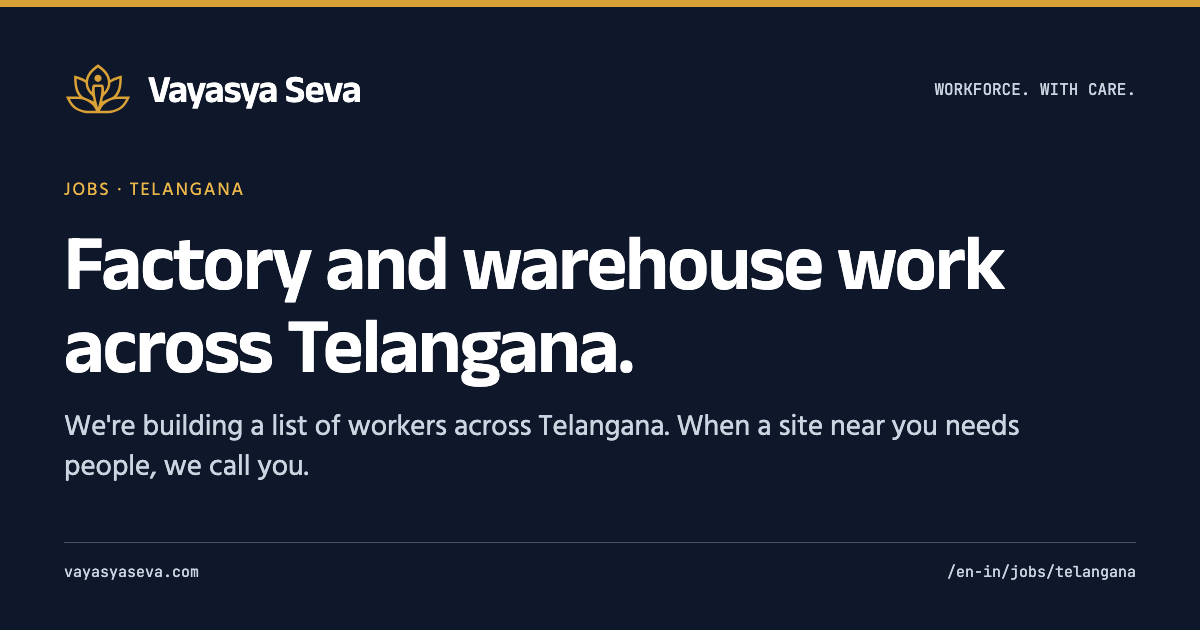 Vayasya Seva
WORKFORCE. WITH CARE.
JOBS · TELANGANA
Factory and warehouse work
across Telangana.
We're building a list of workers across Telangana. When a site near you needs
people, we call you.
vayasyaseva.com
/en-in/jobs/telangana